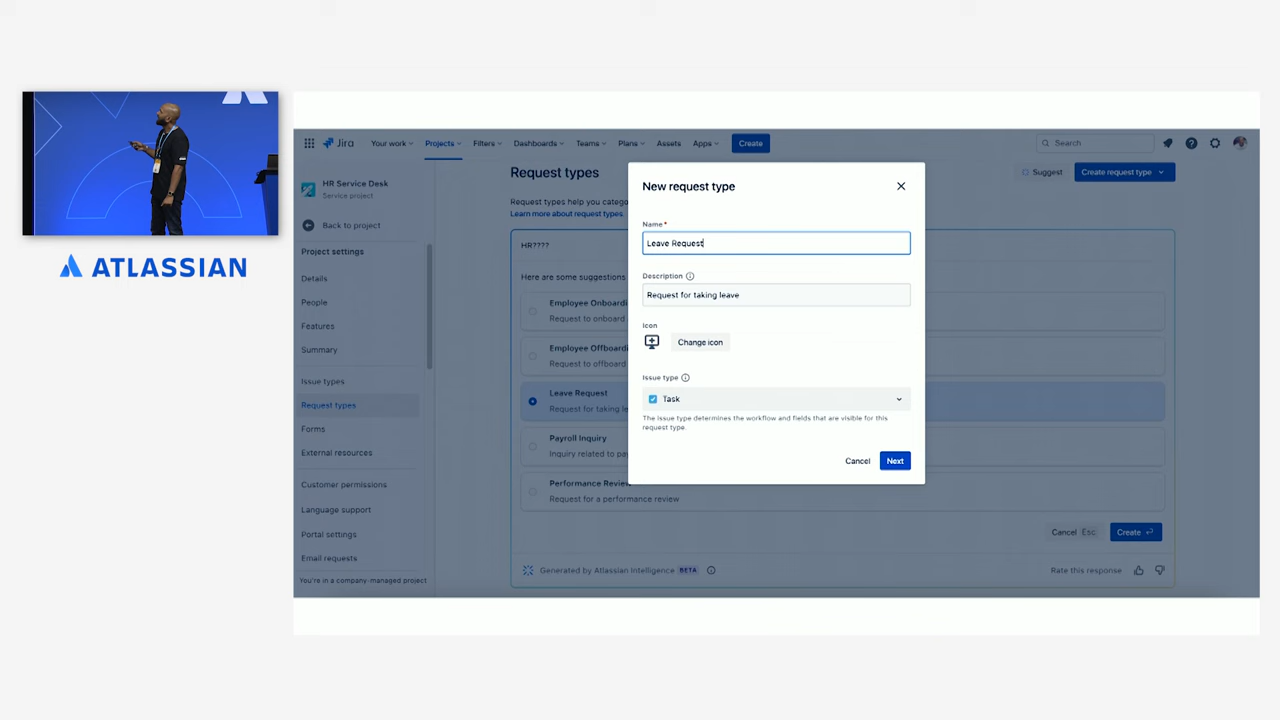 ATLASSIAN
Jira
Your work
Projects
Filters
Dashboards
Teams
Plans
Assets
Apps
Create
Search
HR Service Desk
Service project
Back to project
Project settings
Details
People
Features
Summary
Issue types
Request types
Forms
External resources
Customer permissions
Language support
Portal settings
Email requests
You're in a company-managed project
Request types
Suggest
Create request type
Request types help you catego
Learn more about request types
HR????
Here are some suggestions
Employee Onboardi
Request to onboard
Employee Offboardi
Request to offboard
Leave Request
Request for taking le
Payroll Inquiry
Inquiry related to pay
Performance Review
Request for a performance review
Cancel Esc
Create
Generated by Atlassian Intelligence BETA
Rate this response
New request type
Name*
Leave Request
Description
Request for taking leave
Icon
Change icon
Issue type
Task
The issue type determines the workflow and fields that are visible for this
request type.
Cancel
Next